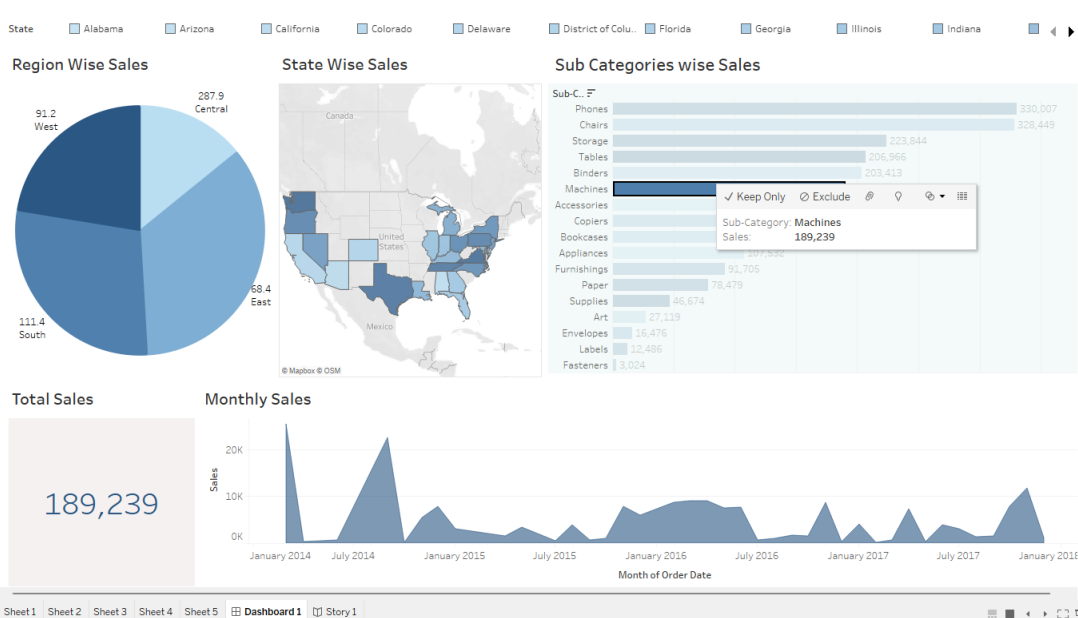 State
Alabama
Arizona
California
Colorado
Delaware
District of Colu..
Florida
Georgia
Illinois
Indiana
Region Wise Sales
State Wise Sales
Sub Categories wise Sales
287.9
Central
91.2
West
68.4
East
111.4
South
Canada
United
States
Mexico
© Mapbox © OSM
Sub-C..
Phones 330,007
Chairs 328,449
Storage 223,844
Tables 206,966
Binders 203,413
Machines
Accessories
Copiers
Bookcases
Appliances 107,532
Furnishings 91,705
Paper 78,479
Supplies 46,674
Art 27,119
Envelopes 16,476
Labels 12,486
Fasteners 3,024
Keep Only Exclude
Sub-Category: Machines
Sales: 189,239
Total Sales
189,239
Monthly Sales
Sales
20K
10K
0K
January 2014
July 2014
January 2015
July 2015
January 2016
July 2016
January 2017
July 2017
January 2018
Month of Order Date
Sheet 1
Sheet 2
Sheet 3
Sheet 4
Sheet 5
Dashboard 1
Story 1